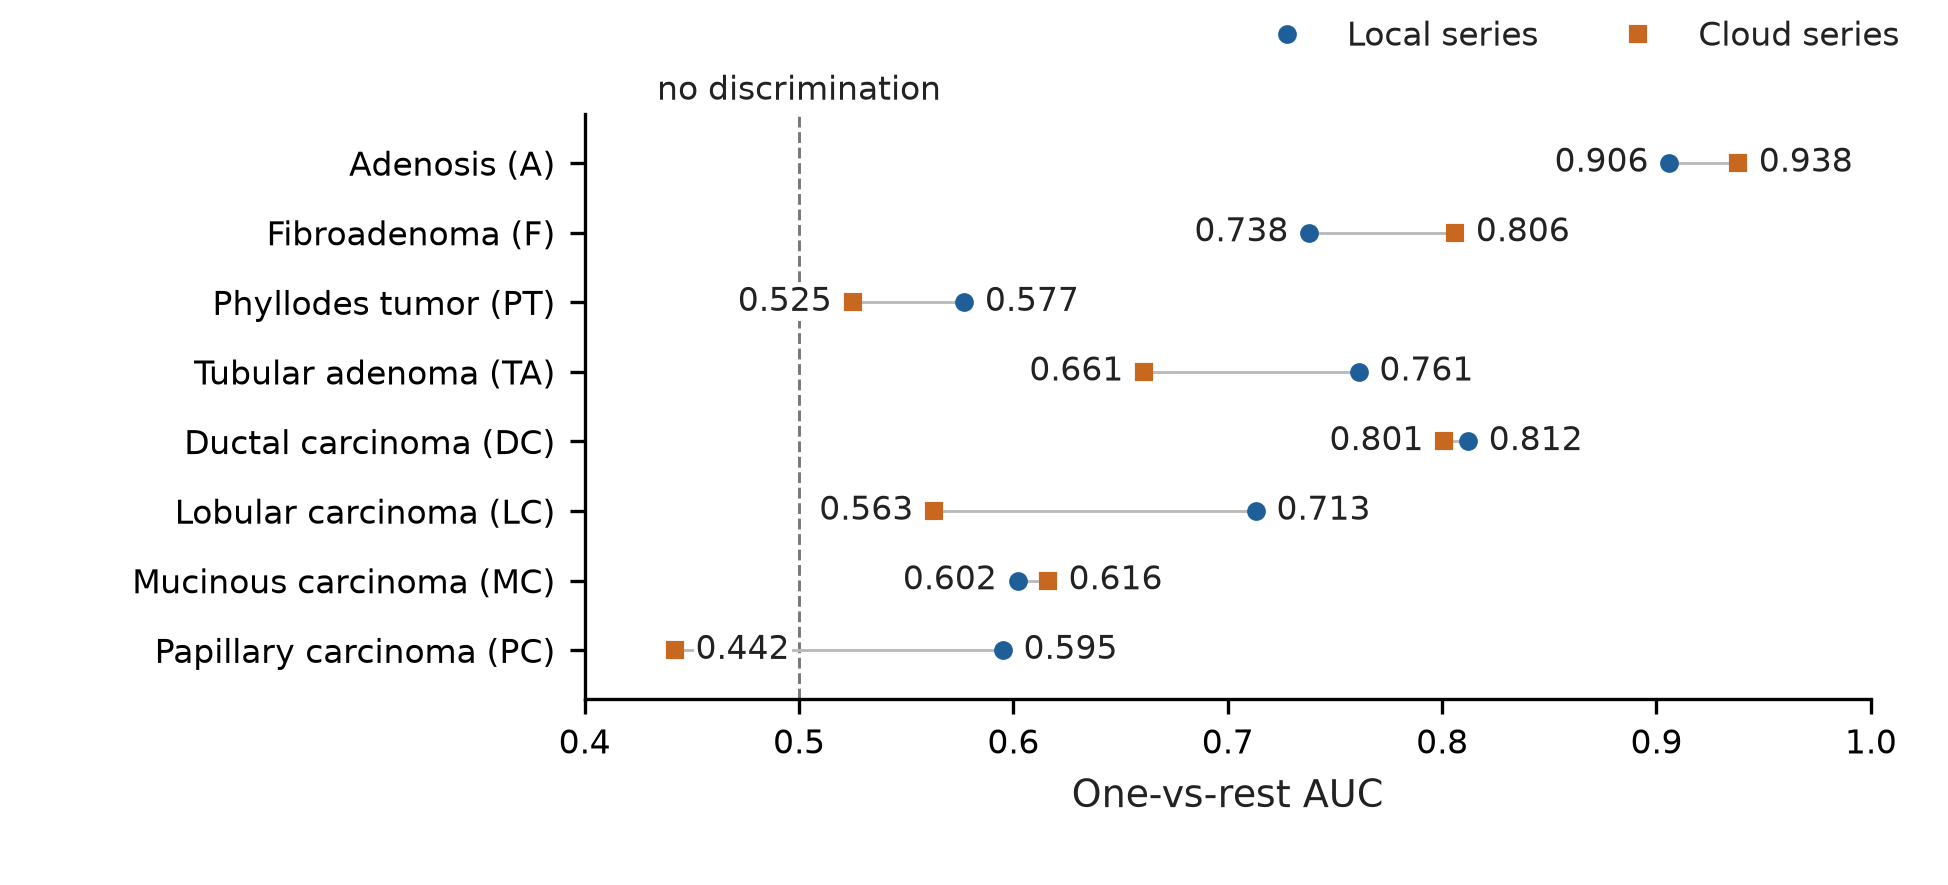 Local series
Cloud series
no discrimination
Adenosis (A)
0.906
0.938
Fibroadenoma (F)
0.738
0.806
Phyllodes tumor (PT)
0.525
0.577
Tubular adenoma (TA)
0.661
0.761
Ductal carcinoma (DC)
0.801
0.812
Lobular carcinoma (LC)
0.563
0.713
Mucinous carcinoma (MC)
0.602
0.616
Papillary carcinoma (PC)
0.442
0.595
0.4
0.5
0.6
0.7
0.8
0.9
1.0
One-vs-rest AUC